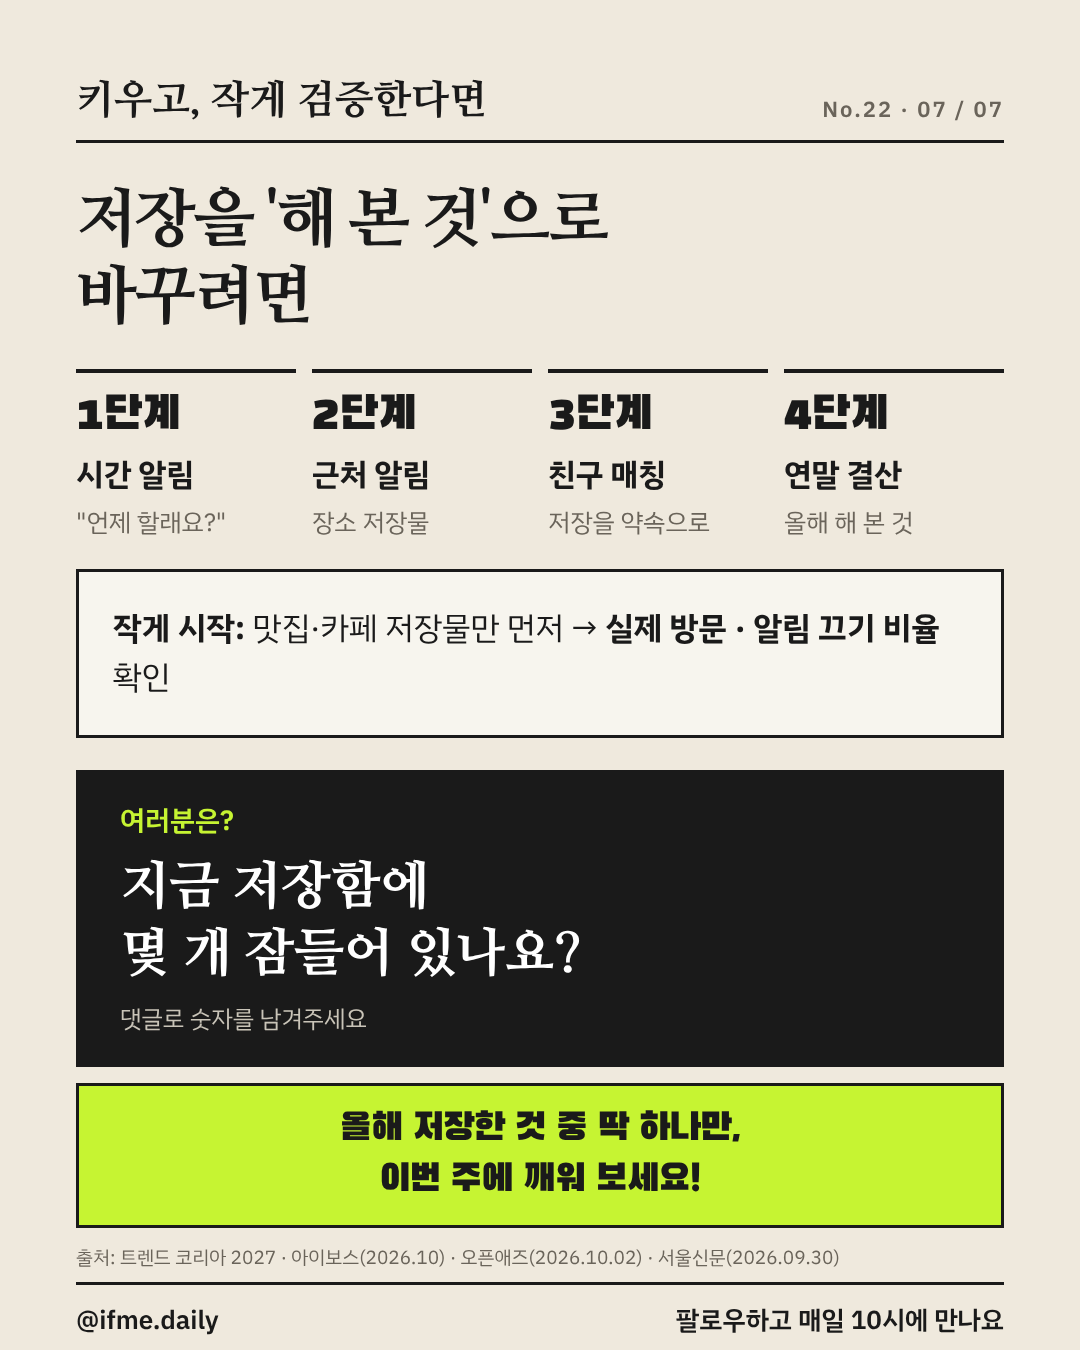 키우고, 작게 검증한다면
No.22 · 07 / 07
저장을 '해 본 것'으로
바꾸려면
1단계
시간 알림
"언제 할래요?"
2단계
근처 알림
장소 저장물
3단계
친구 매칭
저장을 약속으로
4단계
연말 결산
올해 해 본 것
작게 시작: 맛집·카페 저장물만 먼저 → 실제 방문 · 알림 끄기 비율
확인
여러분은?
지금 저장함에
몇 개 잠들어 있나요?
댓글로 숫자를 남겨주세요
올해 저장한 것 중 딱 하나만,
이번 주에 깨워 보세요!
출처: 트렌드 코리아 2027 · 아이보스(2026.10) · 오픈애즈(2026.10.02) · 서울신문(2026.09.30)
@ifme.daily
팔로우하고 매일 10시에 만나요